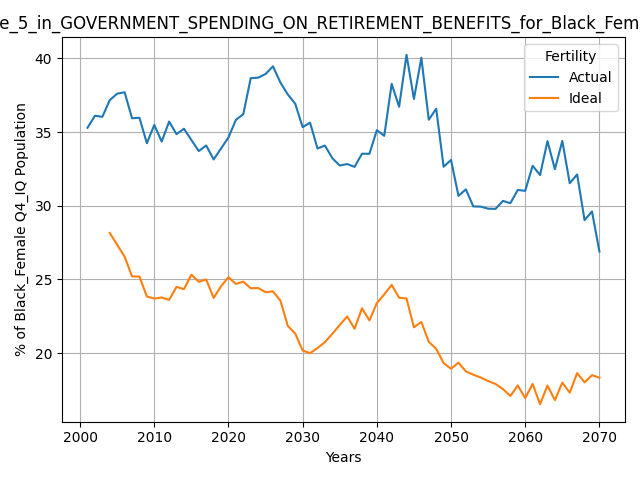 e_5_in_GOVERNMENT_SPENDING_ON_RETIREMENT_BENEFITS_for_Black_Fem
40
35
30
25
20
% of Black_Female Q4_IQ Population
Fertility
Actual
Ideal
2000 2010 2020 2030 2040 2050 2060 2070
Years